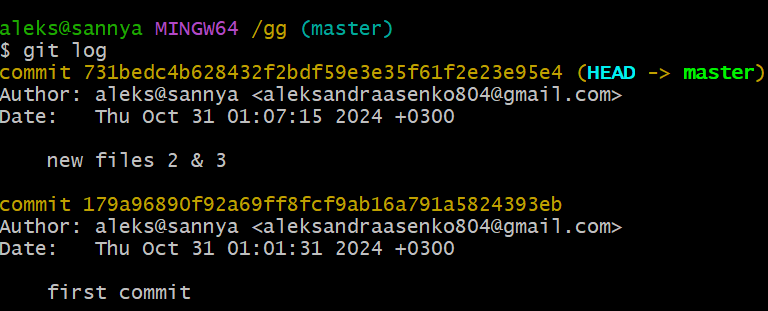 aleks@sannya MINGW64 /gg (master)
$ git log
commit 731bedc4b628432f2bdf59e3e35f61f2e23e95e4 (HEAD -> master)
Author: aleks@sannya <aleksandraasenko804@gmail.com>
Date:   Thu Oct 31 01:07:15 2024 +0300
    new files 2 & 3
commit 179a96890f92a69ff8fcf9ab16a791a5824393eb
Author: aleks@sannya <aleksandraasenko804@gmail.com>
Date:   Thu Oct 31 01:01:31 2024 +0300
    first commit